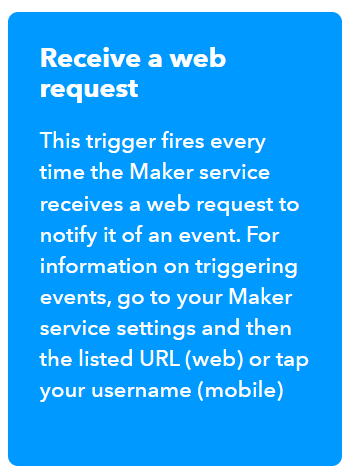 Receive a web
request
This trigger fires every
time the Maker service
receives a web request to
notify it of an event. For
information on triggering
events, go to your Maker
service settings and then
the listed URL (web) or tap
your username (mobile)